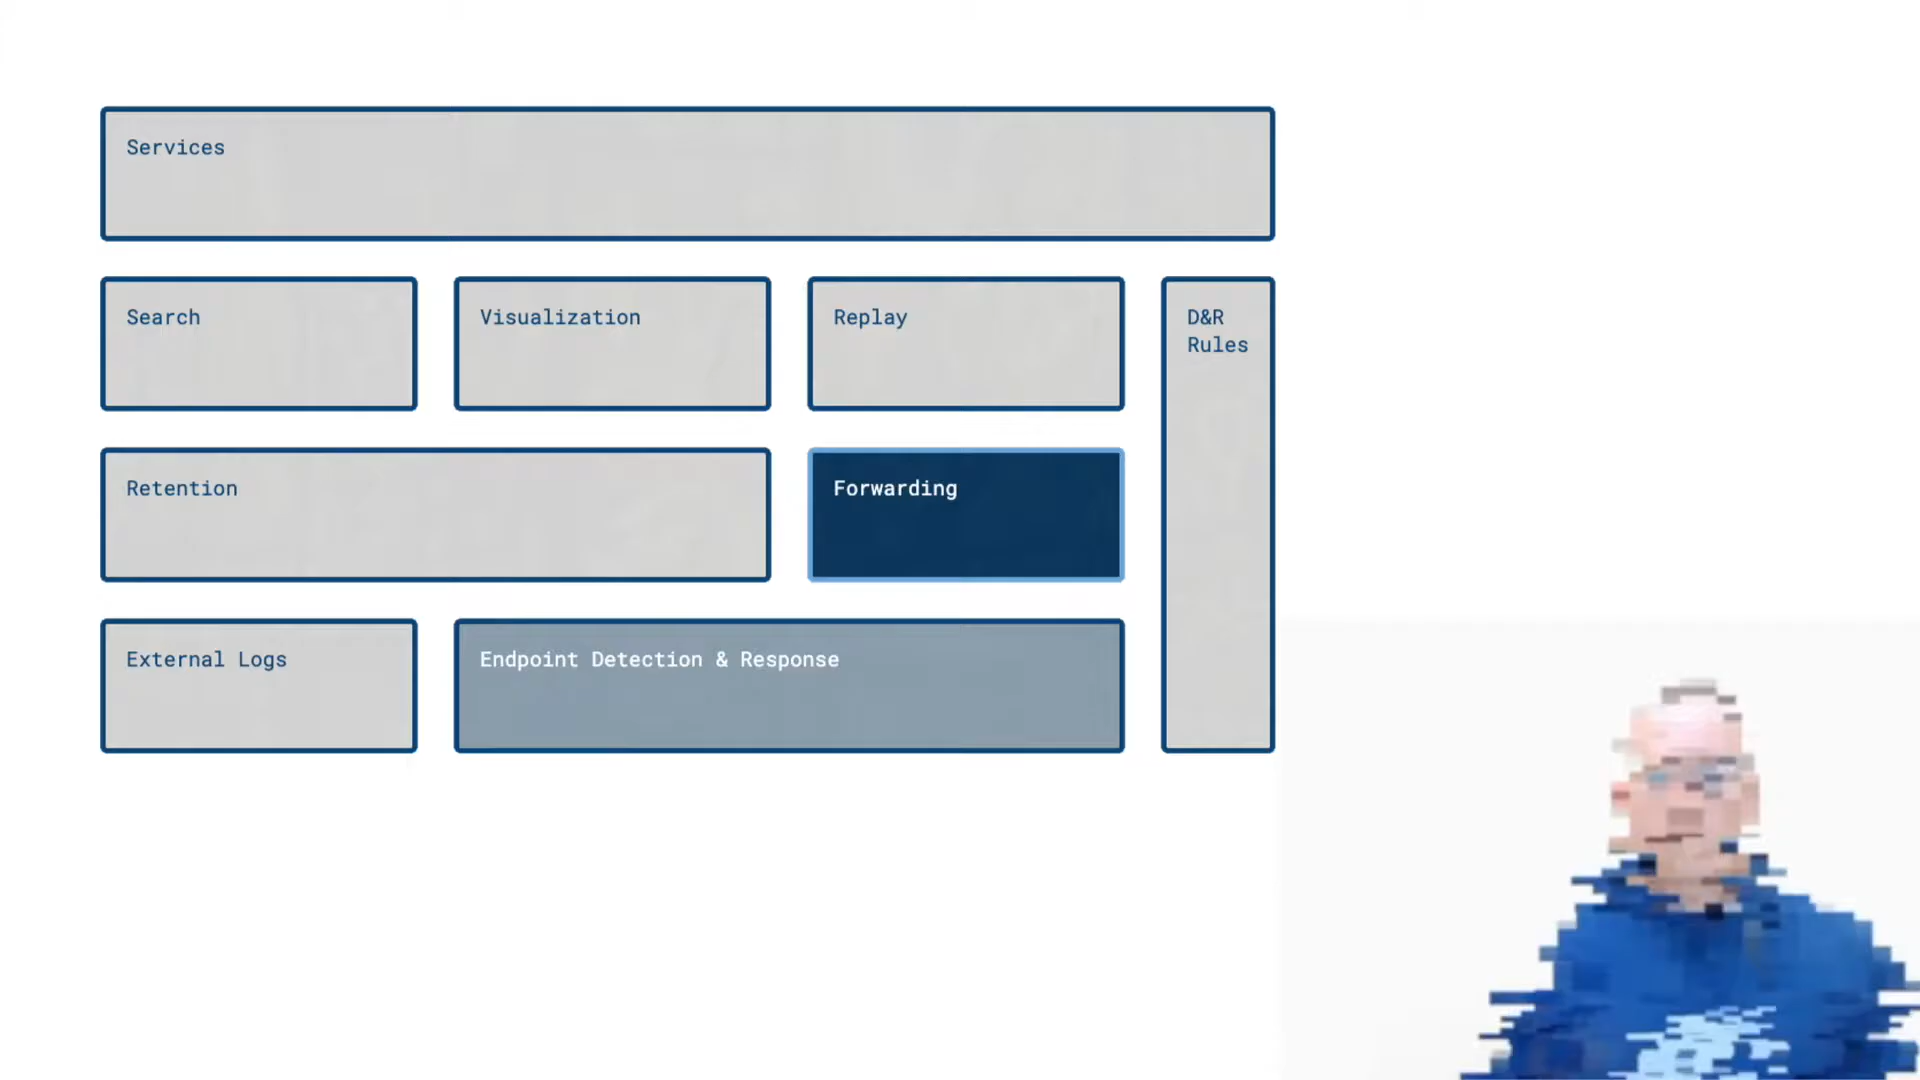 Services
Search
Visualization
Replay
D&R
Rules
Retention
Forwarding
External Logs
Endpoint Detection & Response